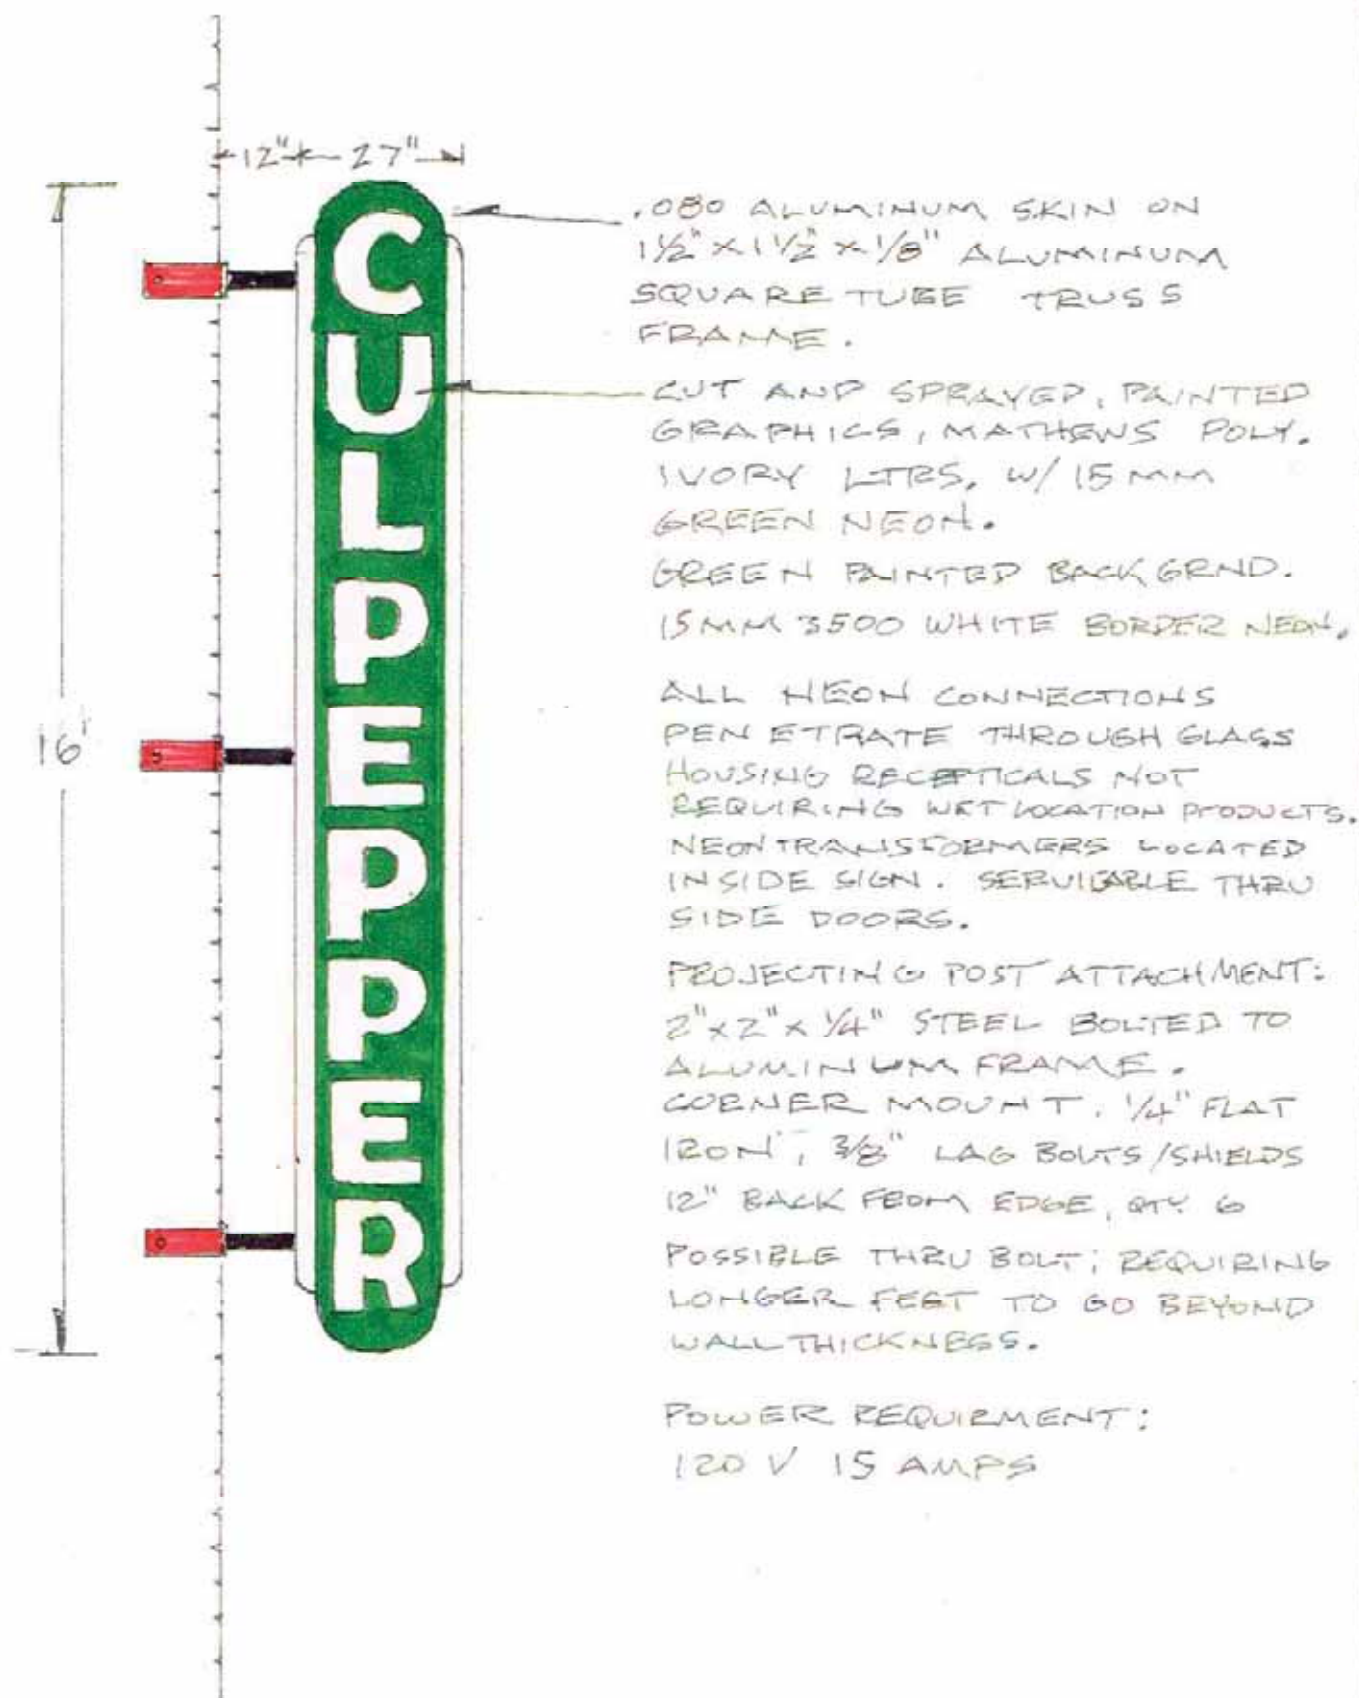 12" 27"
16'
C
U
L
P
E
P
P
E
R
.080 ALUMINUM SKIN ON
1½" x 1½" x 1/8" ALUMINUM
SQUARE TUBE TRUSS
FRAME.
CUT AND SPRAYED, PAINTED
GRAPHICS, MATHEWS POLY.
IVORY LTRS, W/ 15 MM
GREEN NEON.
GREEN PAINTED BACKGRND.
15MM 3500 WHITE BORDER NEON.
ALL NEON CONNECTIONS
PENETRATE THROUGH GLASS
HOUSING RECEPTICALS NOT
REQUIRING WET LOCATION PRODUCTS.
NEON TRANSFORMERS LOCATED
INSIDE SIGN. SERVICABLE THRU
SIDE DOORS.
PROJECTING POST ATTACHMENT:
2" x 2" x 1/4" STEEL BOLTED TO
ALUMINUM FRAME.
CORNER MOUNT. 1/4" FLAT
IRON, 3/8" LAG BOLTS/SHIELDS
12" BACK FROM EDGE, QTY. 6
POSSIBLE THRU BOLT; REQUIRING
LONGER FEET TO GO BEYOND
WALL THICKNESS.
POWER REQUIRMENT:
120 V 15 AMPS